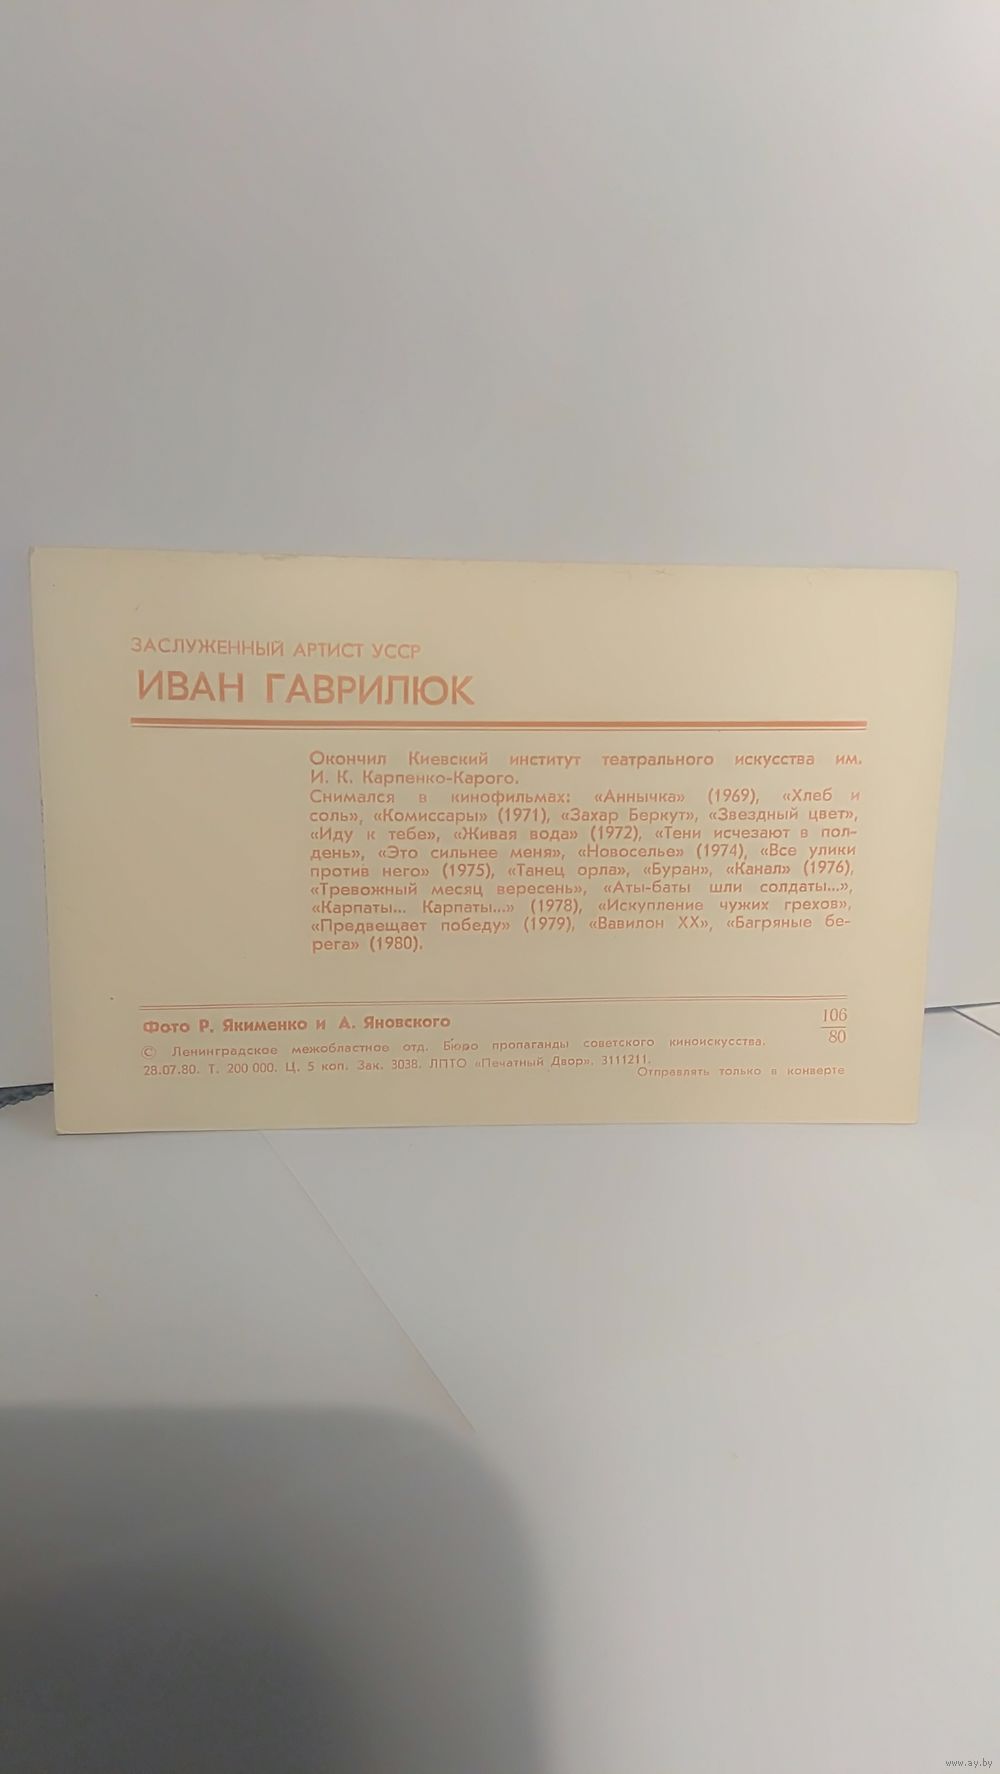 ЗАСЛУЖЕННЫЙ АРТИСТ УССР
ИВАН ГАВРИЛЮК
Окончил Киевский институт театрального искусства им.
И. К. Карпенко-Карого.
Снимался в кинофильмах: «Аннычка» (1969), «Хлеб и
соль», «Комиссары» (1971), «Захар Беркут», «Звездный цвет»,
«Иду к тебе», «Живая вода» (1972), «Тени исчезают в пол-
день», «Это сильнее меня», «Новоселье» (1974), «Все улики
против него» (1975), «Танец орла», «Буран», «Канал» (1976),
«Тревожный месяц вересень», «Аты-баты шли солдаты...»,
«Карпаты... Карпаты...» (1978), «Искупление чужих грехов»,
«Предвещает победу» (1979), «Вавилон XX», «Багряные бе-
рега» (1980).
Фото Р. Якименко и А. Яновского
106
80
© Ленинградское межобластное отд. Бюро пропаганды советского киноискусства.
28.07.80. Т. 200 000. Ц. 5 коп. Зак. 3038. ЛПТО «Печатный Двор». 3111211.
Отправлять только в конверте
www.ay.by